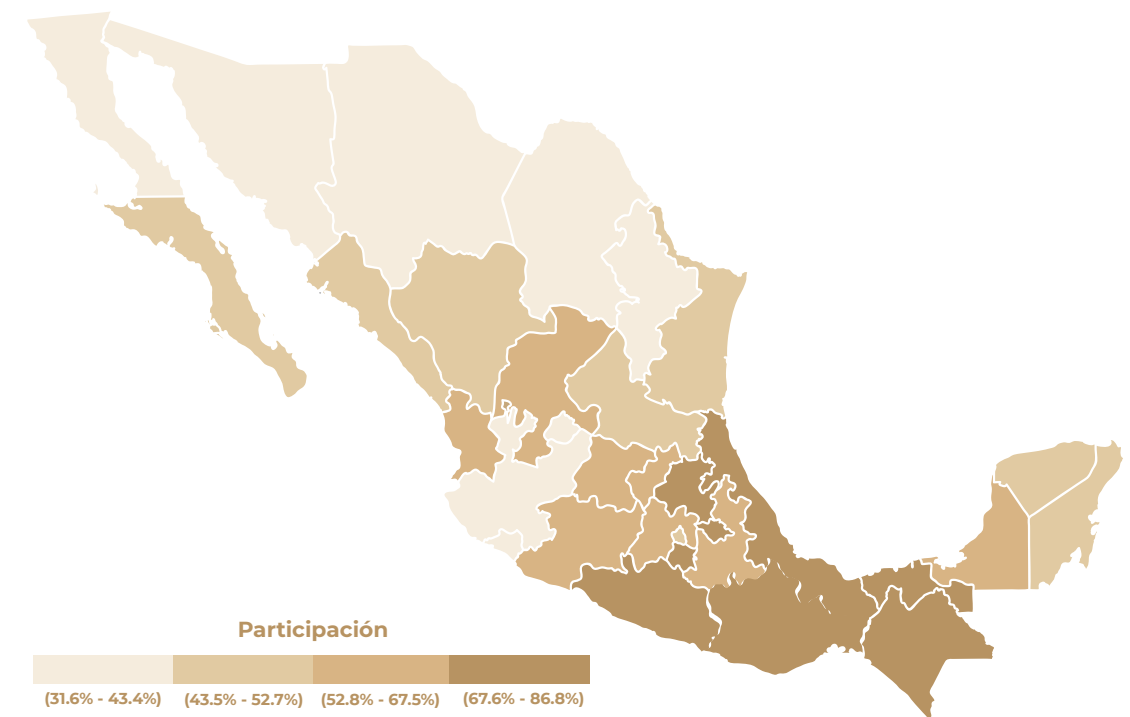 Participación
(31.6% - 43.4%) (43.5% - 52.7%) (52.8% - 67.5%) (67.6% - 86.8%)